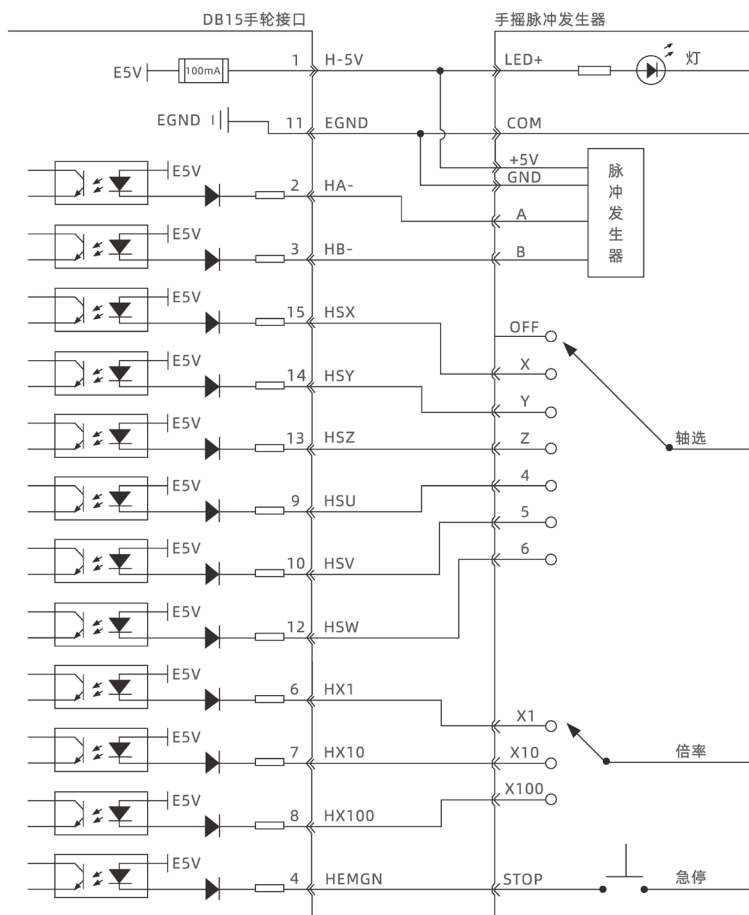 DB15手轮接口
手摇脉冲发生器
E5V 100mA 1 H-5V LED+ 灯
EGND 11 EGND COM
+5V
GND
脉冲发生器
E5V
2 HA- A
E5V
3 HB- B
E5V
15 HSX OFF
X
E5V
14 HSY Y
E5V
13 HSZ Z 轴选
E5V
9 HSU 4
E5V
10 HSV 5
E5V
12 HSW 6
E5V
6 HX1 X1
E5V
7 HX10 X10 倍率
E5V
8 HX100 X100
E5V
4 HEMGN STOP 急停